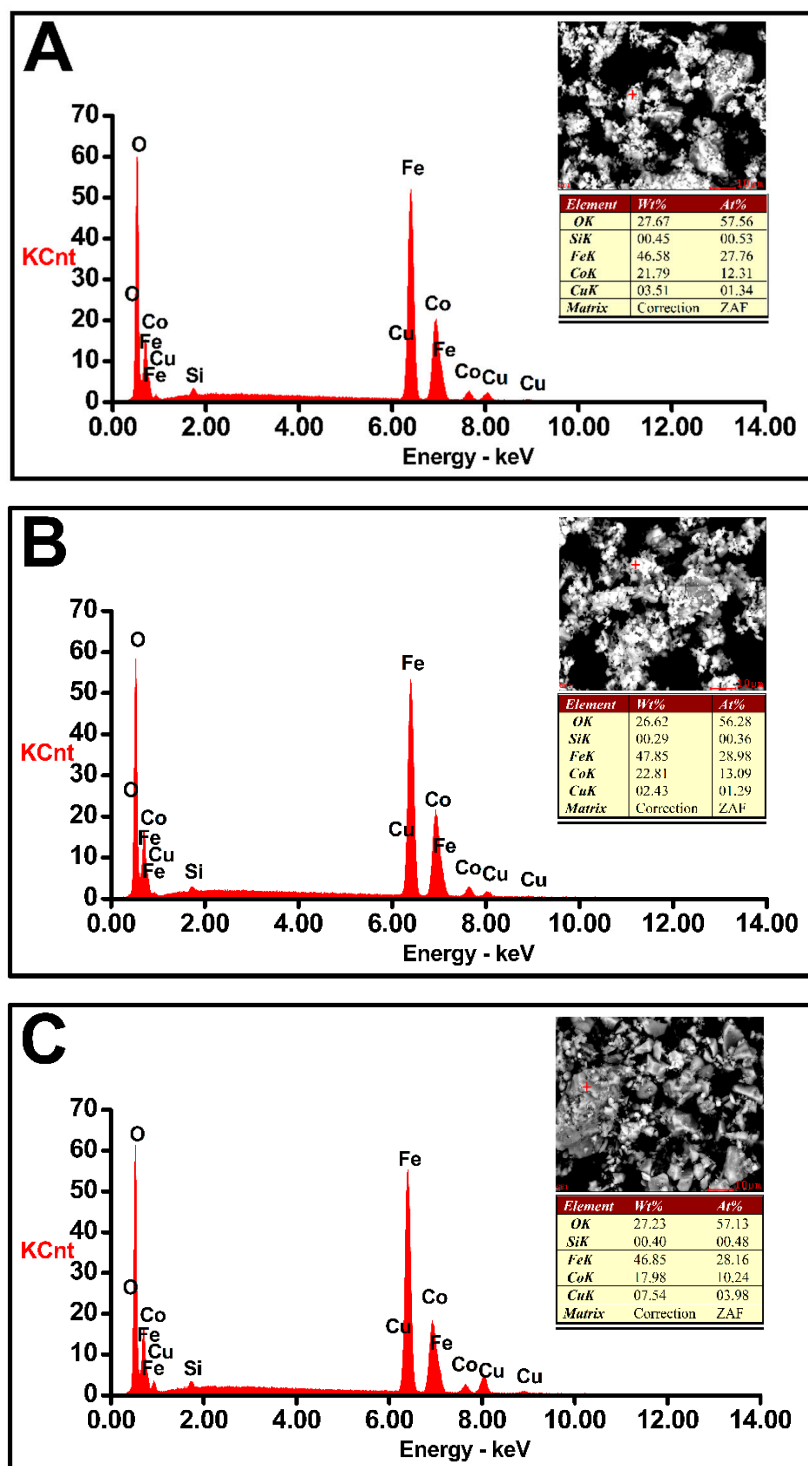 A
70
60
50
40
30
20
10
0
KCnt
O
O
Co
Fe
Cu
Fe
Si
Fe
Cu
Co
Fe
Co
Cu
Cu
0.00 2.00 4.00 6.00 8.00 10.00 12.00 14.00
Energy - keV
10μm
Element Wt% At%
OK 27.67 57.56
SiK 00.45 00.53
FeK 46.58 27.76
CoK 21.79 12.31
CuK 03.51 01.34
Matrix Correction ZAF
B
70
60
50
40
30
20
10
0
KCnt
O
O
Co
Fe
Cu
Fe
Si
Fe
Cu
Co
Fe
Co
Cu
Cu
0.00 2.00 4.00 6.00 8.00 10.00 12.00 14.00
Energy - keV
10μm
Element Wt% At%
OK 26.62 56.28
SiK 00.29 00.36
FeK 47.85 28.98
CoK 22.81 13.09
CuK 02.43 01.29
Matrix Correction ZAF
C
70
60
50
40
30
20
10
0
KCnt
O
O
Co
Fe
Cu
Fe
Si
Fe
Cu
Co
Fe
Co
Cu
Cu
0.00 2.00 4.00 6.00 8.00 10.00 12.00 14.00
Energy - keV
10μm
Element Wt% At%
OK 27.23 57.13
SiK 00.40 00.48
FeK 46.85 28.16
CoK 17.98 10.24
CuK 07.54 03.98
Matrix Correction ZAF